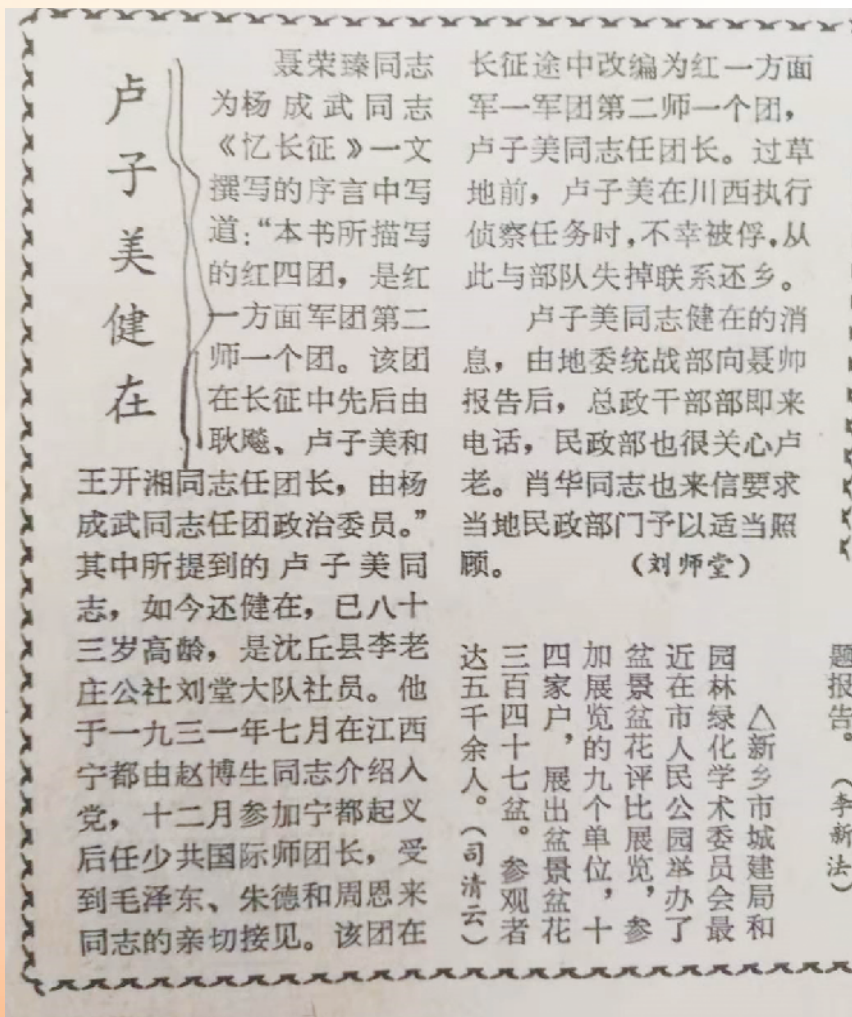 卢子美健在
聂荣臻同志
为杨成武同志
《忆长征》一文
撰写的序言中写
道：“本书所描写
的红四团，是红
一方面军团第二
师一个团。该团
在长征中先后由
耿飚、卢子美和
王开湘同志任团长，由杨
成武同志任团政治委员。”
其中所提到的卢子美同
志，如今还健在，已八十
三岁高龄，是沈丘县李老
庄公社刘堂大队社员。他
于一九三一年七月在江西
宁都由赵博生同志介绍入
党，十二月参加宁都起义
后任少共国际师团长，受
到毛泽东、朱德和周恩来
同志的亲切接见。该团在
长征途中改编为红一方面
军一军团第二师一个团，
卢子美同志任团长。过草
地前，卢子美在川西执行
侦察任务时，不幸被俘，从
此与部队失掉联系还乡。
卢子美同志健在的消
息，由地委统战部向聂帅
报告后，总政干部部即来
电话，民政部也很关心卢
老。肖华同志也来信要求
当地民政部门予以适当照
顾。（刘师堂）
△新乡市城建局和
园林绿化学术委员会最
近在市人民公园举办了
盆景盆花评比展览，参
加展览的九个单位，十
四家户，展出盆景盆花
三百四十七盆。参观者
达五千余人。（司清云）
题报告。（李新法）